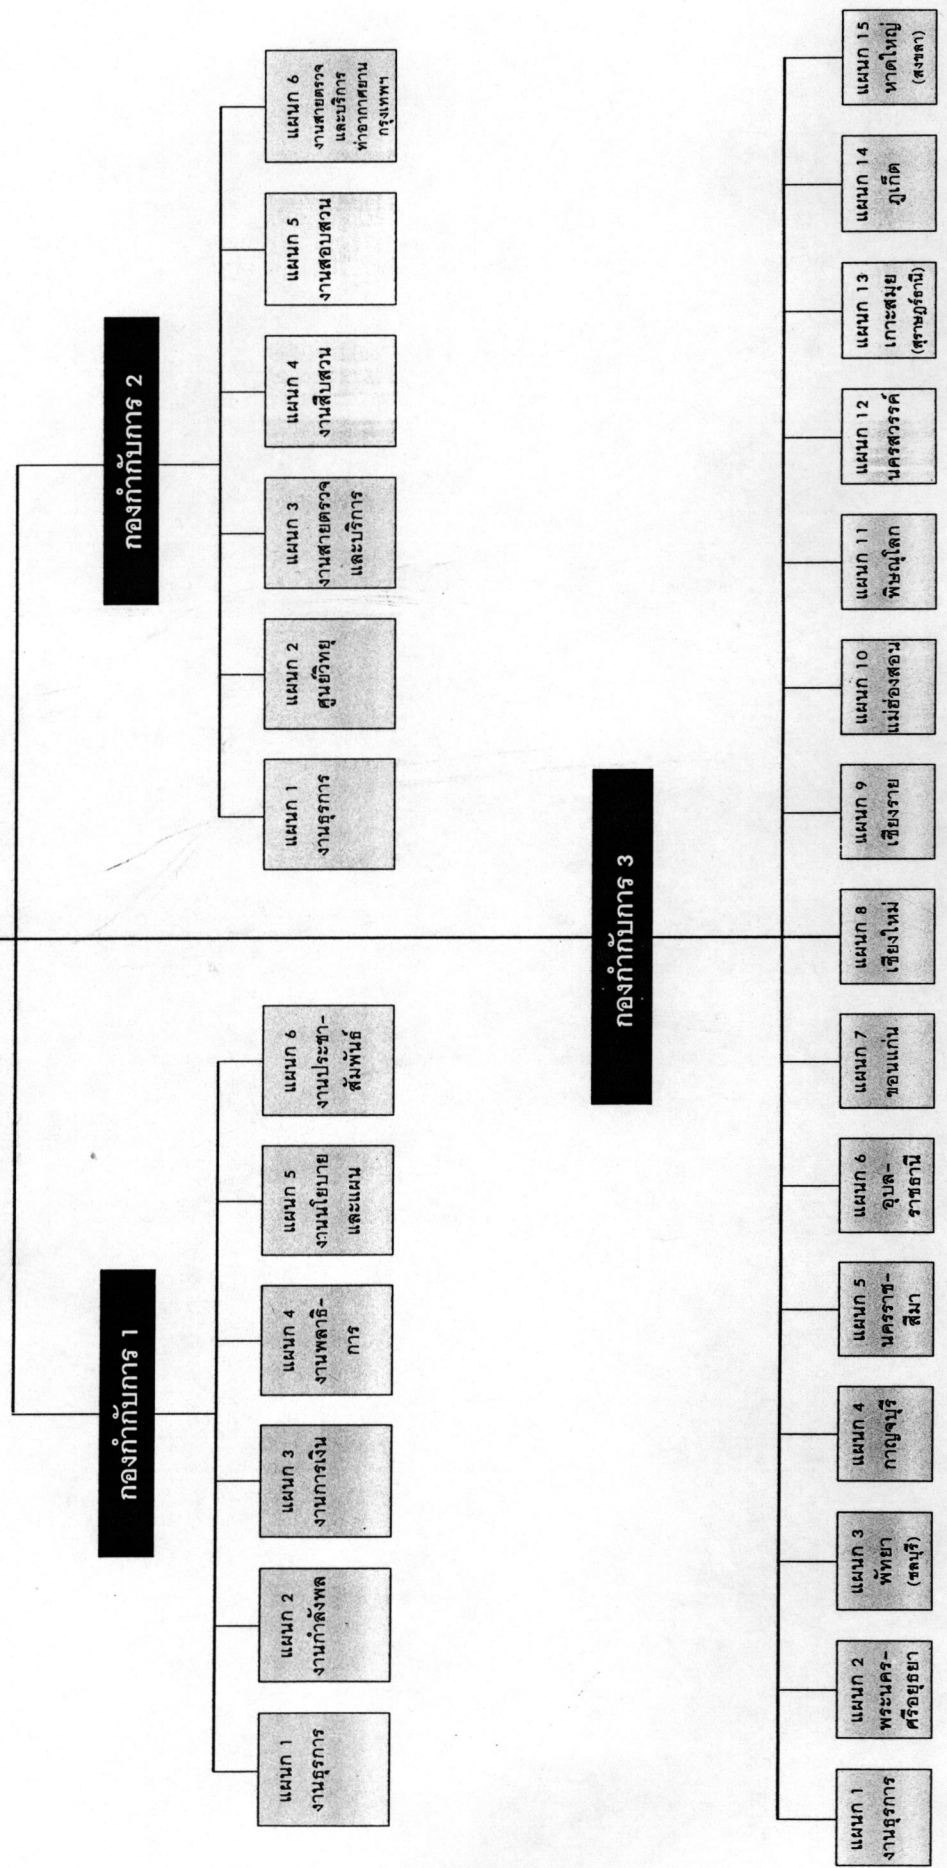 กองกำกับการ 1
แผนก 1
งานธุรการ
แผนก 2
งานกำลังพล
แผนก 3
งานการเงิน
แผนก 4
งานพลาธิ-
การ
แผนก 5
งานนโยบาย
และแผน
แผนก 6
งานประชา-
สัมพันธ์
กองกำกับการ 2
แผนก 1
งานธุรการ
แผนก 2
ศูนย์วิทยุ
แผนก 3
งานสายตรวจ
และบริการ
แผนก 4
งานสืบสวน
แผนก 5
งานสอบสวน
แผนก 6
งานสายตรวจ
และบริการ
ท่าอากาศยาน
กรุงเทพฯ
กองกำกับการ 3
แผนก 1
งานธุรการ
แผนก 2
พระนคร-
ศรีอยุธยา
แผนก 3
พัทยา
(ชลบุรี)
แผนก 4
กาญจบุรี
แผนก 5
นครราช-
สีมา
แผนก 6
อุบล-
ราชธานี
แผนก 7
ขอนแก่น
แผนก 8
เชียงใหม่
แผนก 9
เชียงราย
แผนก 10
แม่ฮ่องสอน
แผนก 11
พิษณุโลก
แผนก 12
นครสวรรค์
แผนก 13
เกาะสมุย
(สุราษฎร์ธานี)
แผนก 14
ภูเก็ต
แผนก 15
หาดใหญ่
(สงขลา)